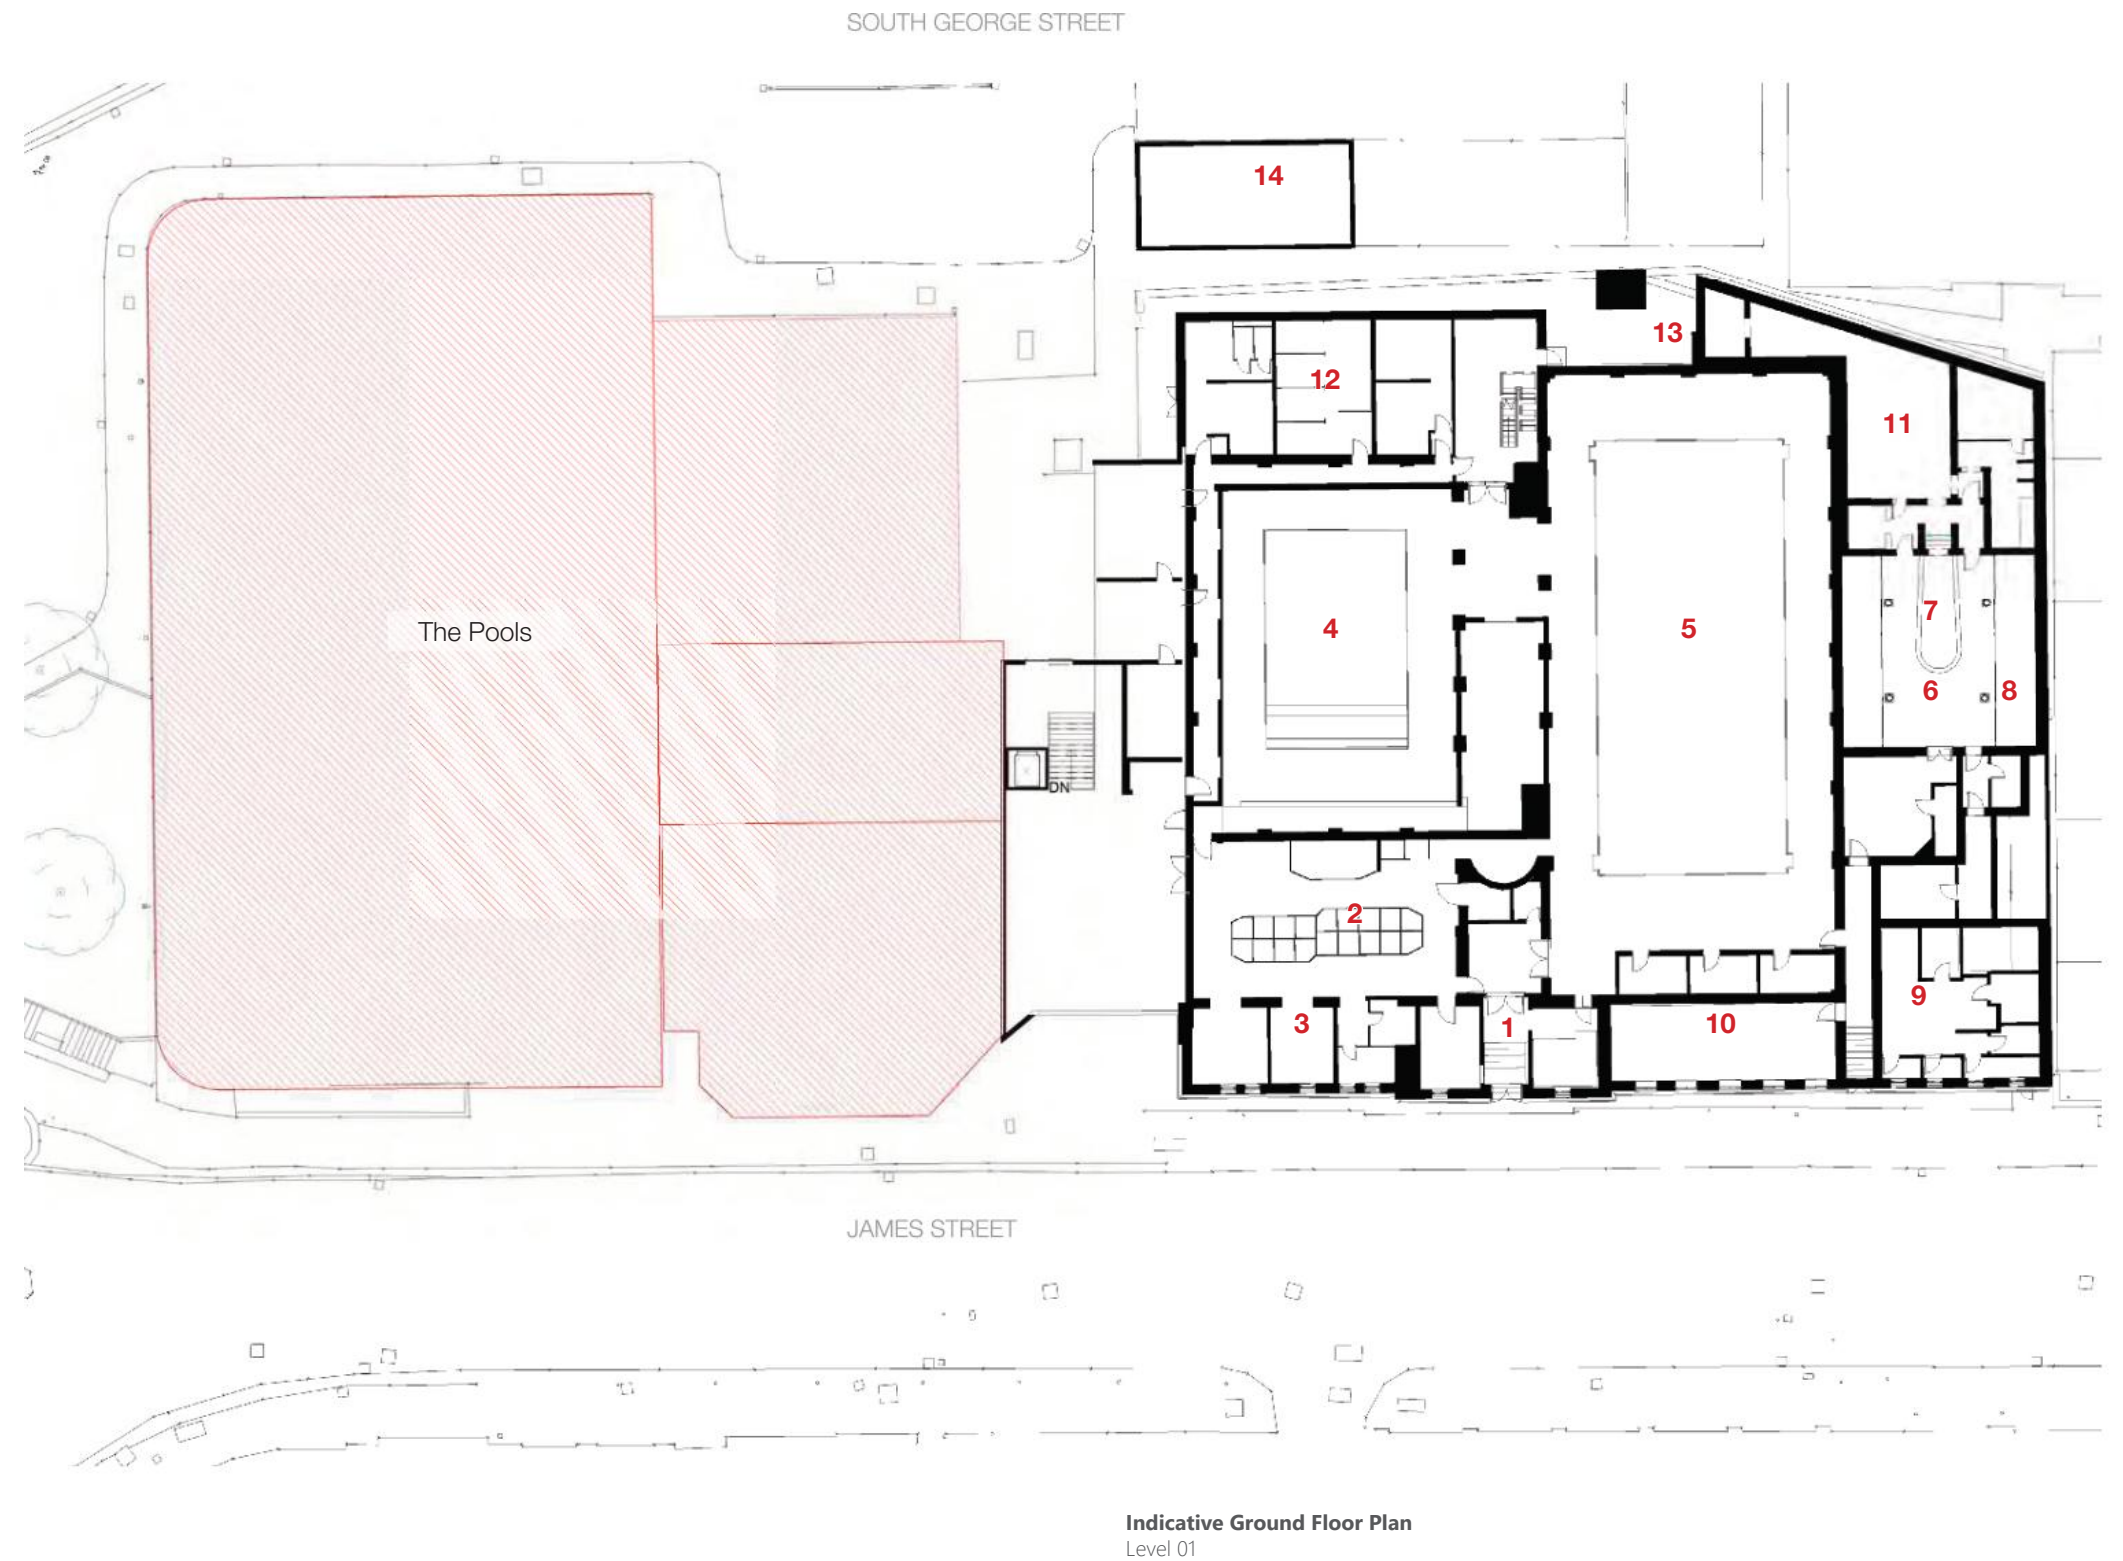 SOUTH GEORGE STREET
14
13
12
11
The Pools
4
5
7
6
8
DN
2
9
3
1
10
JAMES STREET
Indicative Ground Floor Plan
Level 01